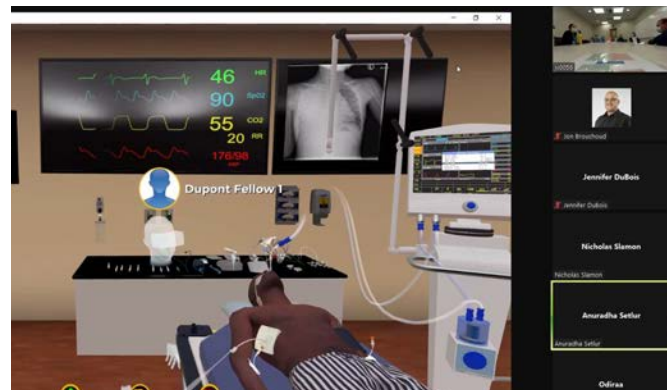 46 HR
90 SpO2
55 CO2
20 RR
176/98
Dupont Fellow 1
Jon Brouchoud
Jennifer DuBois
Jennifer DuBois
Nicholas Slamon
Nicholas Slamon
Anuradha Setlur
Anuradha Setlur
Odiraa